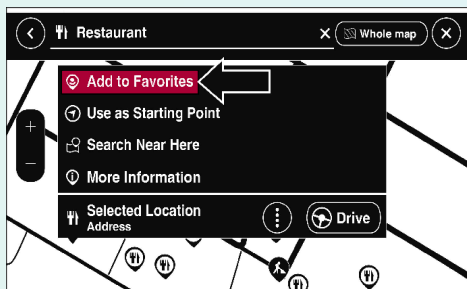 Restaurant
Whole map
Add to Favorites
Use as Starting Point
Search Near Here
More Information
Selected Location
Address
Drive